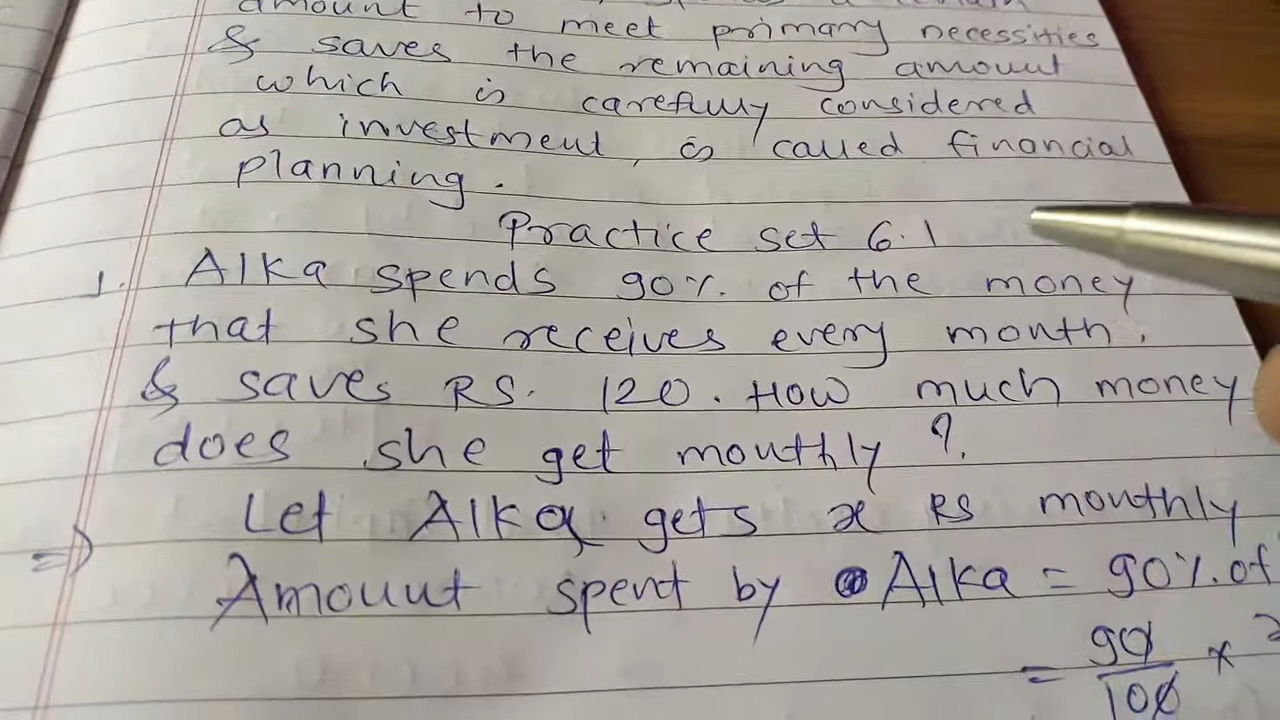 amount to meet primary necessities
& saves the remaining amount
which is carefully considered
as investment, is called financial
planning.
Practice set 6.1
1. Alka spends 90% of the money
that she receives every month.
& saves RS. 120. How much money
does she get monthly ?
⇒ Let Alka gets x RS monthly
Amount spent by Alka = 90% of
= 90/100 ×